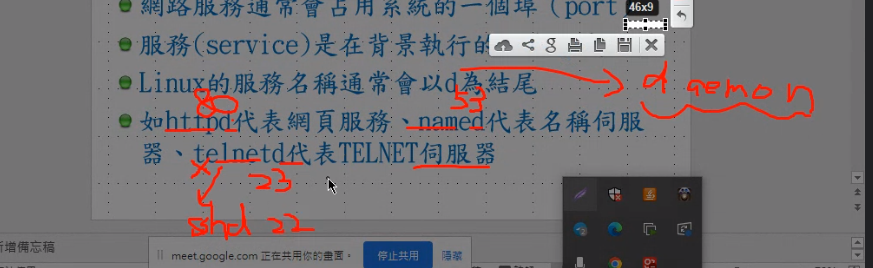 網路服務通常會占用系統的一個埠（port
46x9
服務(service)是在背景執行的
Linux的服務名稱通常會以d為結尾
daemon
80
53
如httpd代表網頁服務、named代表名稱伺服
器、telnetd代表TELNET伺服器
23
sshd 22
新增備忘稿
meet.google.com 正在共用你的畫面。
停止共用
隱藏